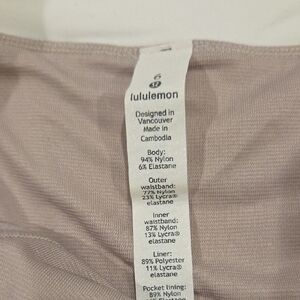 6
lululemon
Designed in
Vancouver
Made in
Cambodia
Body:
94% Nylon
6% Elastane
Outer
waistband:
77% Nylon
23% Lycra®
elastane
Inner
waistband:
87% Nylon
13% Lycra®
elastane
Liner:
89% Polyester
11% Lycra®
elastane
Pocket lining:
89% Nylon